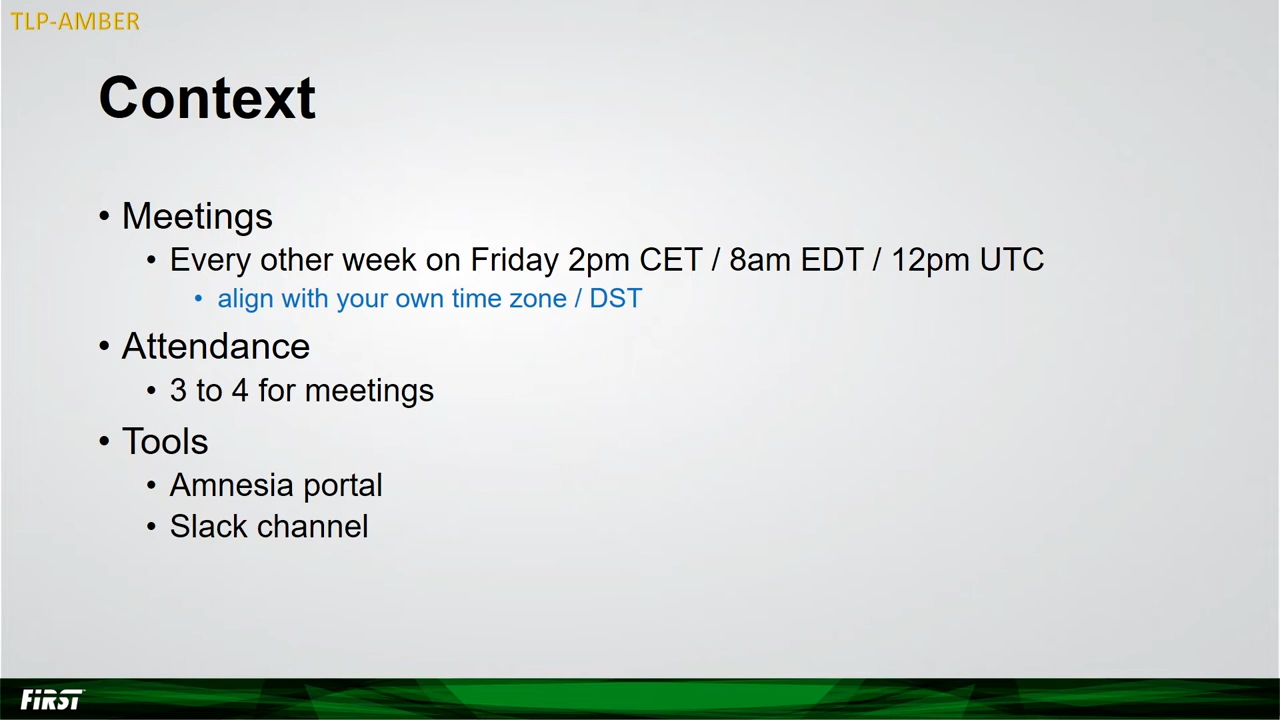 TLP-AMBER
Context
• Meetings
• Every other week on Friday 2pm CET / 8am EDT / 12pm UTC
• align with your own time zone / DST
• Attendance
• 3 to 4 for meetings
• Tools
• Amnesia portal
• Slack channel
FIRST